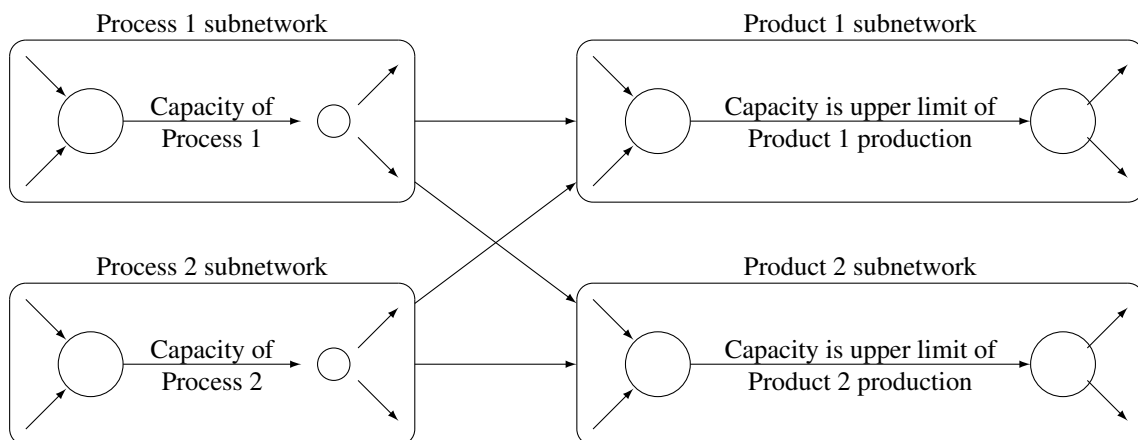 Process 1 subnetwork
Product 1 subnetwork
Capacity of
Process 1
Capacity is upper limit of
Product 1 production
Process 2 subnetwork
Product 2 subnetwork
Capacity of
Process 2
Capacity is upper limit of
Product 2 production